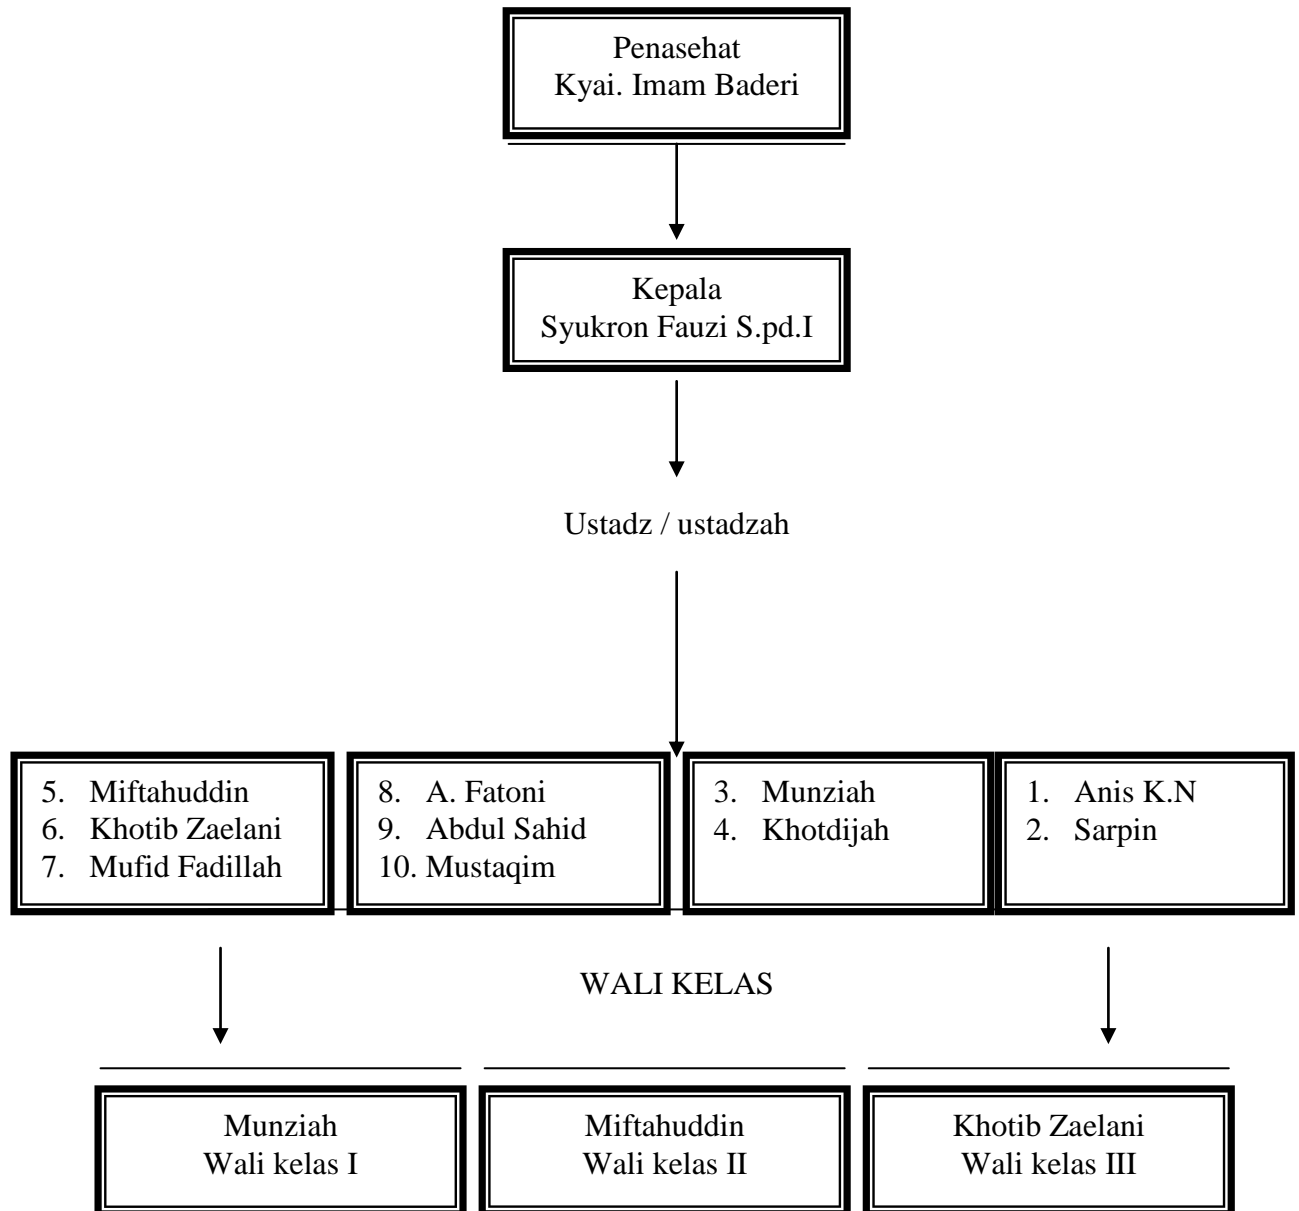 Penasehat
Kyai. Imam Baderi
Kepala
Syukron Fauzi S.pd.I
Ustadz / ustadzah
5. Miftahuddin
6. Khotib Zaelani
7. Mufid Fadillah
8. A. Fatoni
9. Abdul Sahid
10. Mustaqim
3. Munziah
4. Khotdijah
1. Anis K.N
2. Sarpin
WALI KELAS
Munziah
Wali kelas I
Miftahuddin
Wali kelas II
Khotib Zaelani
Wali kelas III